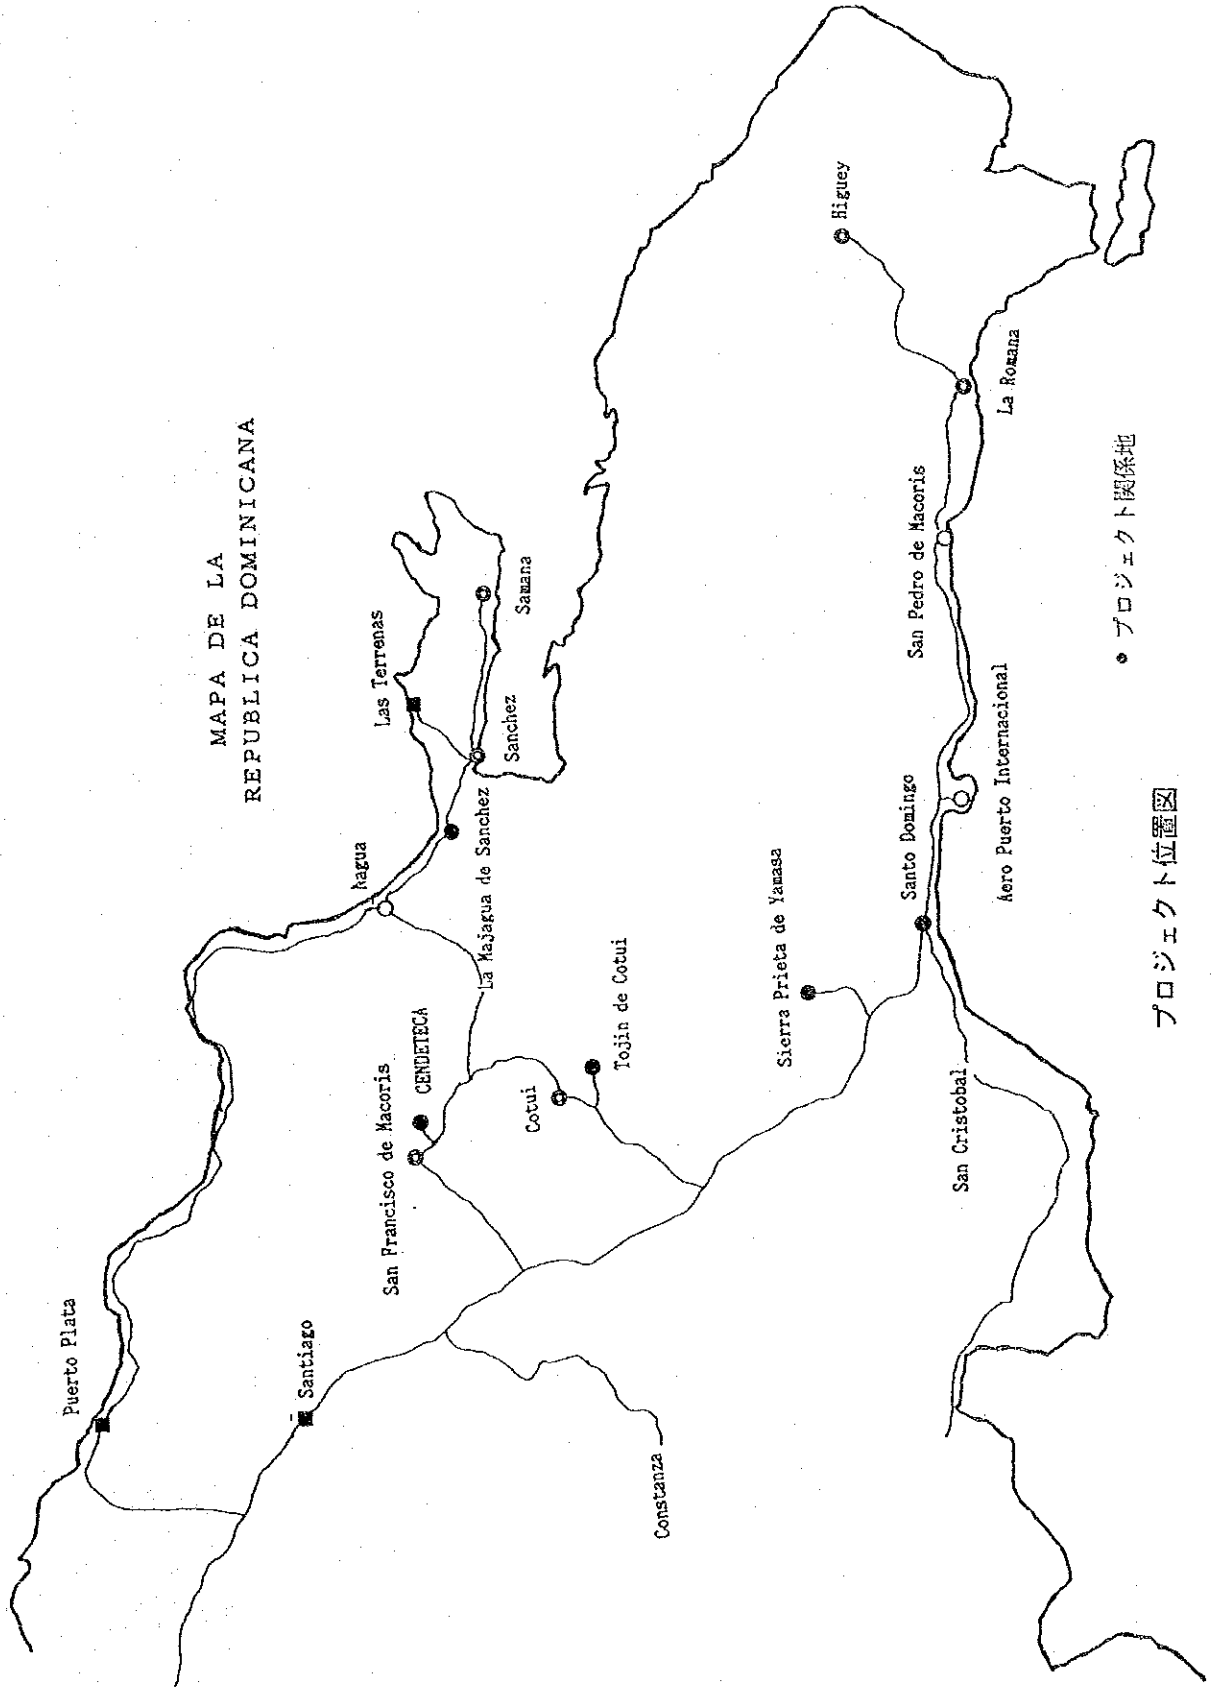 MAPA DE LA
REPUBLICA DOMINICANA
Puerto Plata
Santiago
Nagua
Las Terrenas
Samana
Sanchez
La Majagua de Sanchez
CENDETECA
San Francisco de Macoris
Cotui
Tojin de Cotui
Constanza
Sierra Prieta de Yamasa
Higuey
La Romana
San Pedro de Macoris
Santo Domingo
Aero Puerto Internacional
San Cristobal
● プロジェクト関係地
プロジェクト位置図